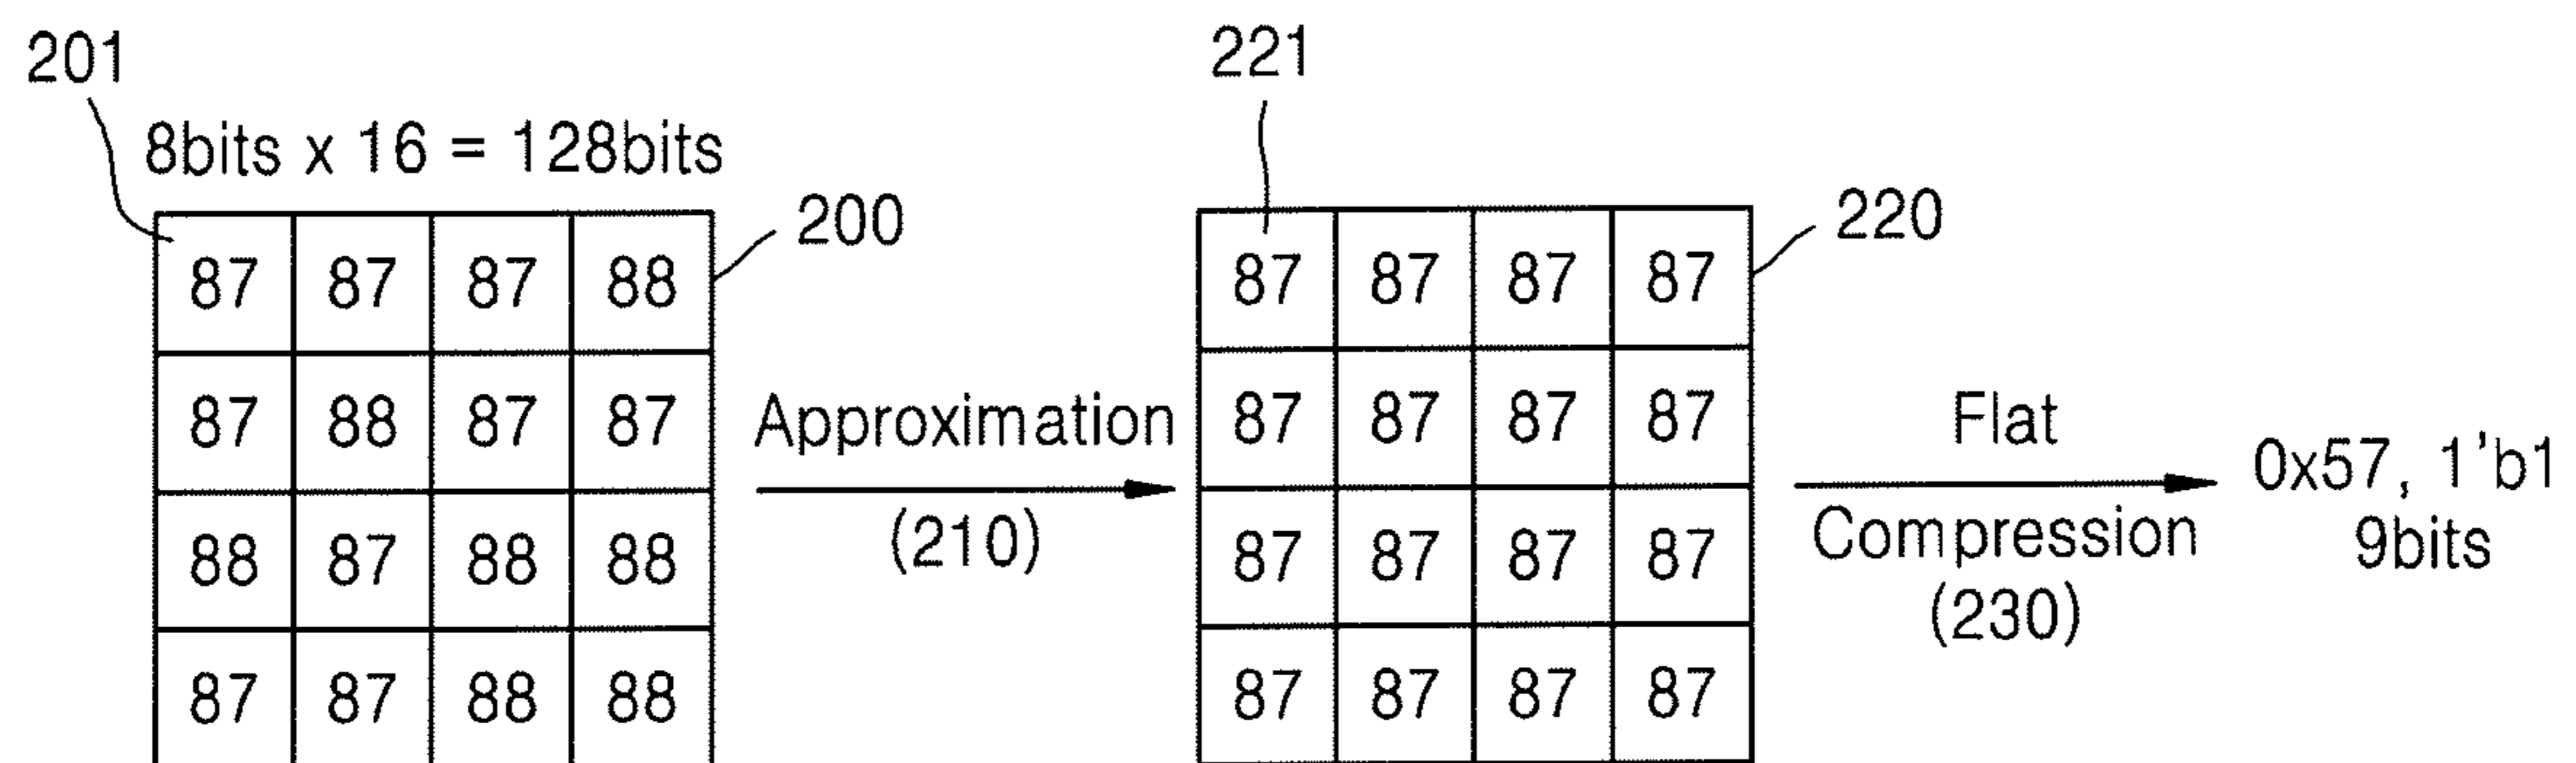 201
8bits x 16 = 128bits
200
87 87 87 88
87 88 87 87
88 87 88 88
87 87 88 88
Approximation
(210)
221
220
87 87 87 87
87 87 87 87
87 87 87 87
87 87 87 87
Flat
Compression
(230)
0x57, 1'b1
9bits